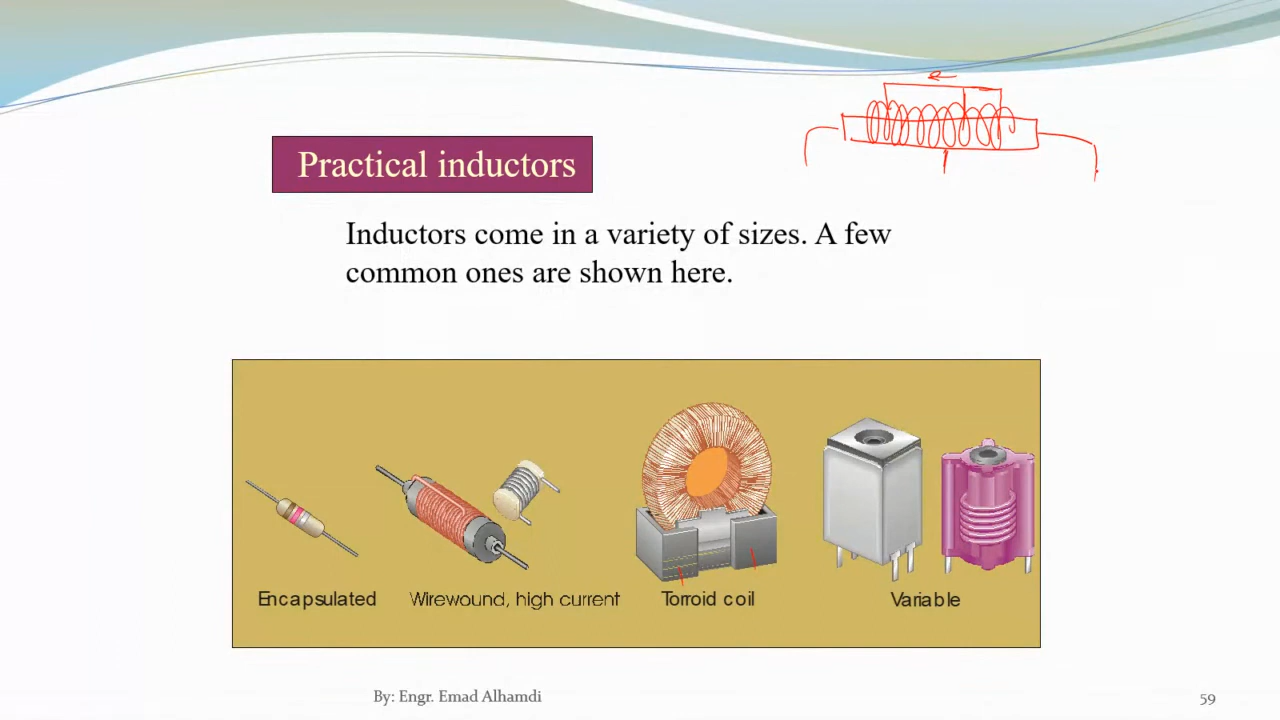 Practical inductors
Inductors come in a variety of sizes. A few
common ones are shown here.
Encapsulated
Wirewound, high current
Torroid coil
Variable
By: Engr. Emad Alhamdi
59